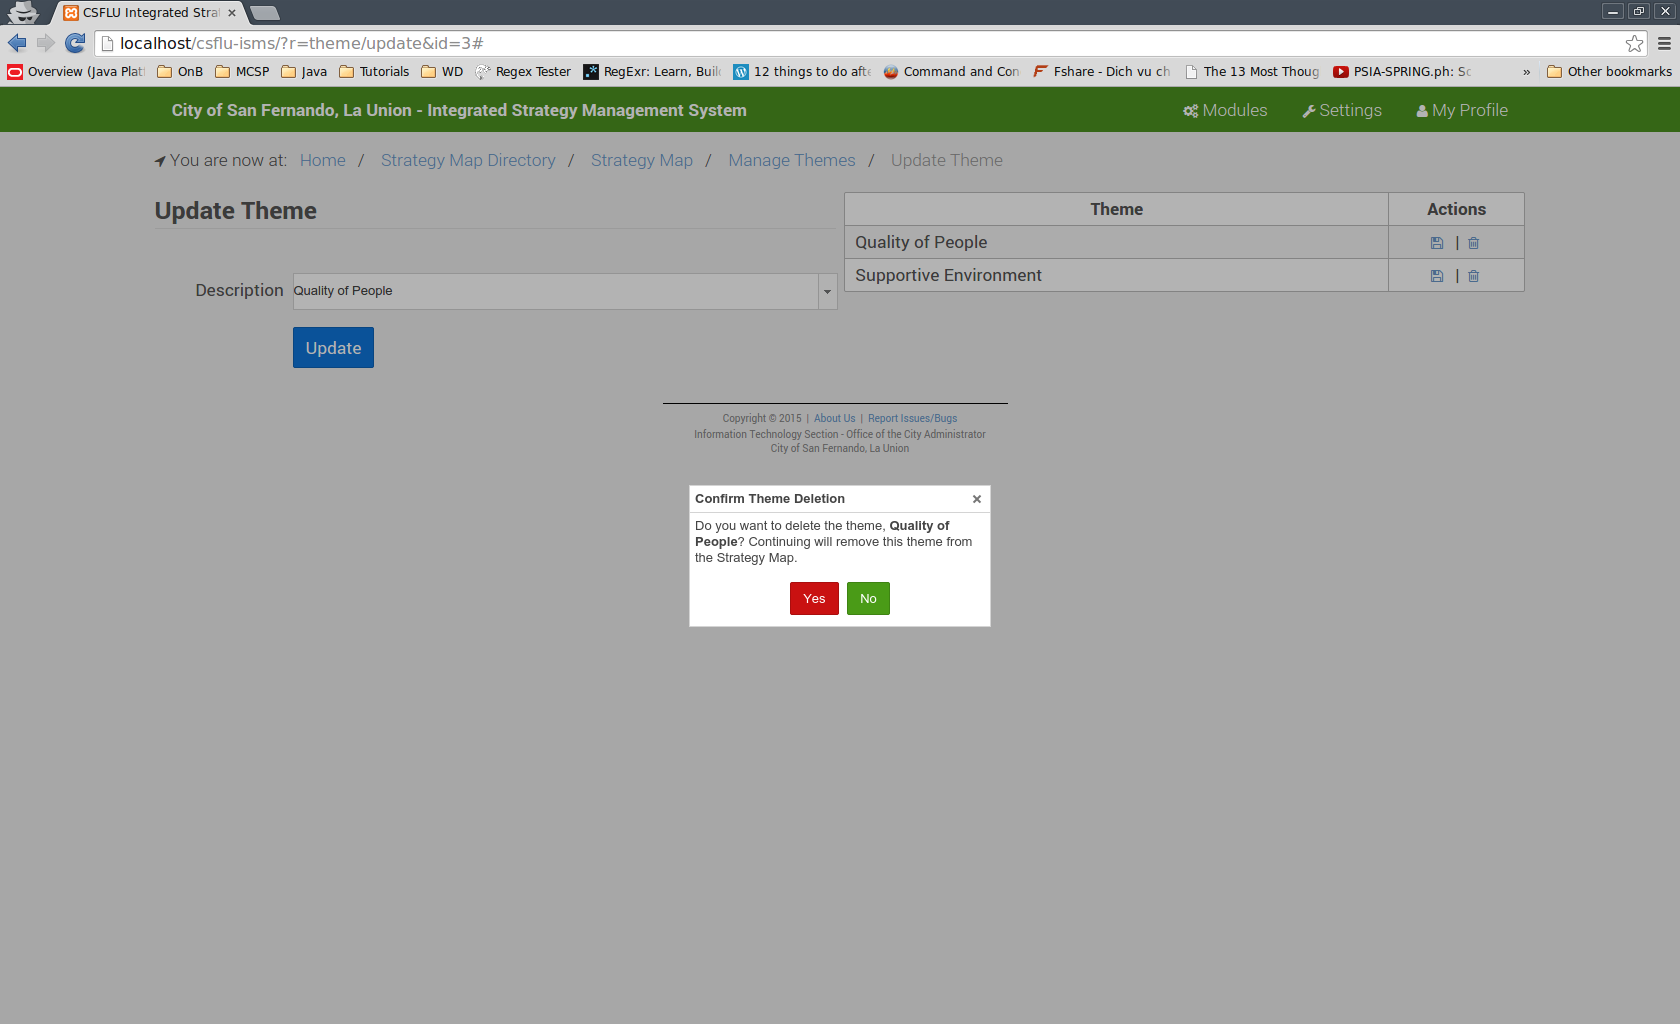 CSFLU Integrated Stra
localhost/csflu-isms/?r=theme/update&id=3#
Overview (Java Plat OnB MCSP Java Tutorials WD Regex Tester RegExr: Learn, Buil 12 things to do afte Command and Con Fshare - Dich vu ch The 13 Most Thoug PSIA-SPRING.ph: Sc » Other bookmarks
City of San Fernando, La Union - Integrated Strategy Management System Modules Settings My Profile
You are now at: Home / Strategy Map Directory / Strategy Map / Manage Themes / Update Theme
Update Theme
Description Quality of People
Update
Theme Actions
Quality of People |
Supportive Environment |
Copyright © 2015 | About Us | Report Issues/Bugs
Information Technology Section - Office of the City Administrator
City of San Fernando, La Union
Confirm Theme Deletion ×
Do you want to delete the theme, Quality of
People? Continuing will remove this theme from
the Strategy Map.
Yes No